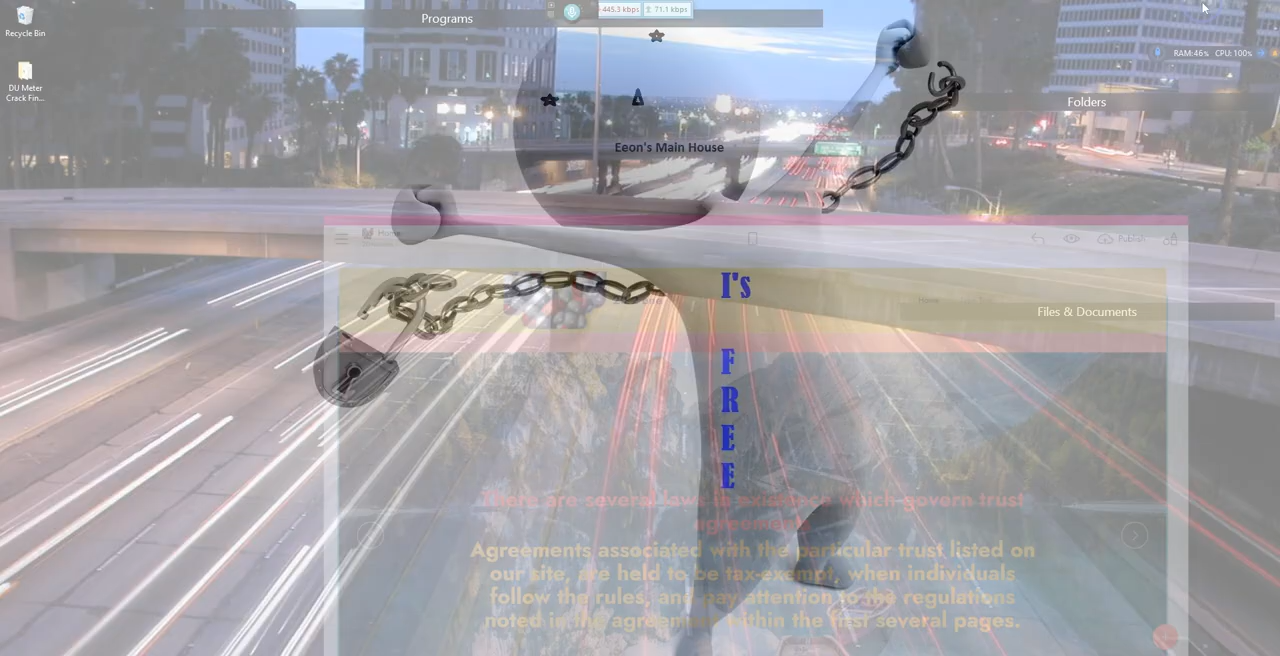 Programs
445.3 kbps
71.1 kbps
Recycle Bin
RAM: 46% CPU: 100%
DU Meter
Crack Fin...
Folders
Eeon's Main House
Home
Publish
I's
Home
Files & Documents
F
R
E
E
There are several laws in existence which govern trust
agreements
Agreements associated with the particular trust listed on
our site, are held to be tax-exempt, when individuals
follow the rules, and pay attention to the regulations
noted in the agreement within the first several pages.